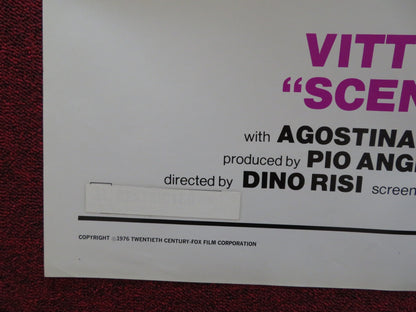 VITT
“SCEN
with AGOSTINA
produced by PIO ANG
directed by DINO RISI screen
COPYRIGHT ©1976 TWENTIETH CENTURY-FOX FILM CORPORATION